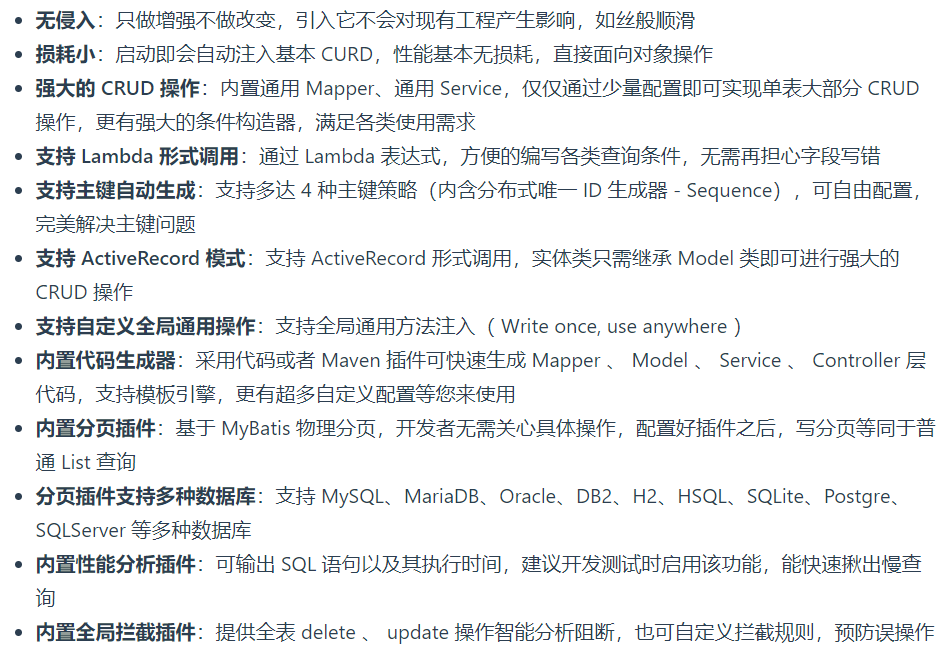 • 无侵入：只做增强不做改变，引入它不会对现有工程产生影响，如丝般顺滑
• 损耗小：启动即会自动注入基本 CURD，性能基本无损耗，直接面向对象操作
• 强大的 CRUD 操作：内置通用 Mapper、通用 Service，仅仅通过少量配置即可实现单表大部分 CRUD
操作，更有强大的条件构造器，满足各类使用需求
• 支持 Lambda 形式调用：通过 Lambda 表达式，方便的编写各类查询条件，无需再担心字段写错
• 支持主键自动生成：支持多达 4 种主键策略（内含分布式唯一 ID 生成器 - Sequence），可自由配置，
完美解决主键问题
• 支持 ActiveRecord 模式：支持 ActiveRecord 形式调用，实体类只需继承 Model 类即可进行强大的
CRUD 操作
• 支持自定义全局通用操作：支持全局通用方法注入（ Write once, use anywhere ）
• 内置代码生成器：采用代码或者 Maven 插件可快速生成 Mapper 、 Model 、 Service 、 Controller 层
代码，支持模板引擎，更有超多自定义配置等您来使用
• 内置分页插件：基于 MyBatis 物理分页，开发者无需关心具体操作，配置好插件之后，写分页等同于普
通 List 查询
• 分页插件支持多种数据库：支持 MySQL、MariaDB、Oracle、DB2、H2、HSQL、SQLite、Postgre、
SQLServer 等多种数据库
• 内置性能分析插件：可输出 SQL 语句以及其执行时间，建议开发测试时启用该功能，能快速揪出慢查
询
• 内置全局拦截插件：提供全表 delete 、 update 操作智能分析阻断，也可自定义拦截规则，预防误操作